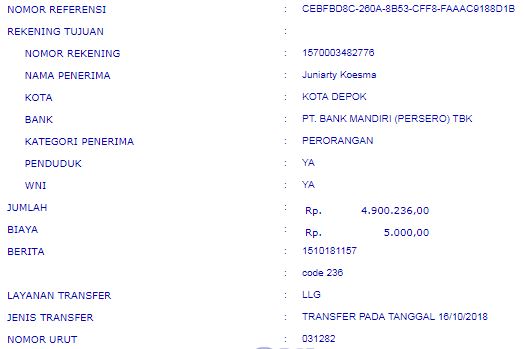 NOMOR REFERENSI : CEBFBD8C-260A-8B53-CFF8-FAAAC9188D1B
REKENING TUJUAN :
NOMOR REKENING : 1570003482776
NAMA PENERIMA : Juniarty Koesma
KOTA : KOTA DEPOK
BANK : PT. BANK MANDIRI (PERSERO) TBK
KATEGORI PENERIMA : PERORANGAN
PENDUDUK : YA
WNI : YA
JUMLAH : Rp. 4.900.236,00
BIAYA : Rp. 5.000,00
BERITA : 1510181157
: code 236
LAYANAN TRANSFER : LLG
JENIS TRANSFER : TRANSFER PADA TANGGAL 16/10/2018
NOMOR URUT : 031282